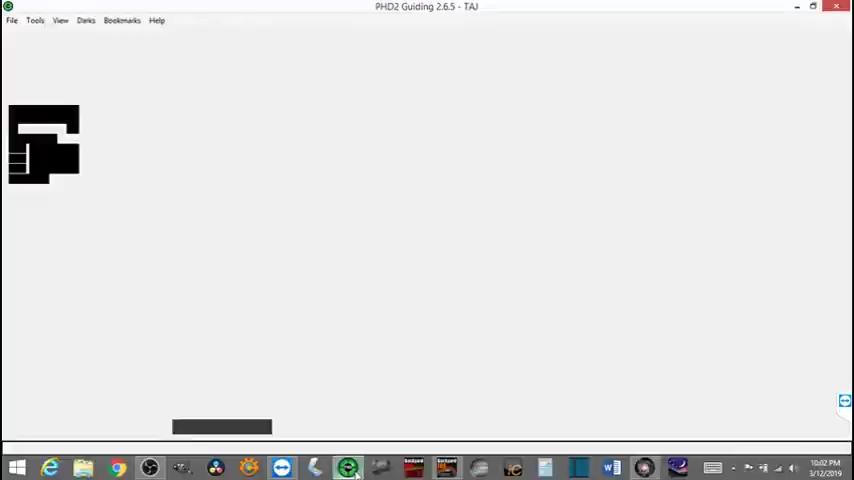 PHD2 Guiding 2.6.5 - TAJ
File Tools View Darks Bookmarks Help
10:02 PM
3/12/2019